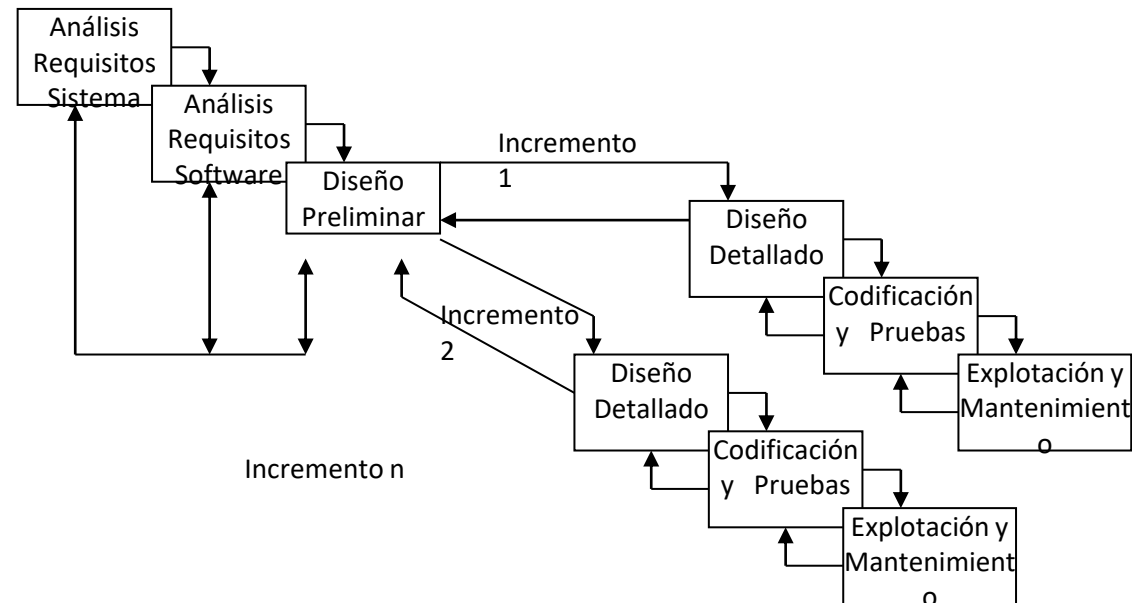 Análisis
Requisitos
Sistema
Análisis
Requisitos
Software
Diseño
Preliminar
Incremento
1
Diseño
Detallado
Codificación
y Pruebas
Explotación y
Mantenimient
o
Incremento
2
Diseño
Detallado
Codificación
y Pruebas
Explotación y
Mantenimient
o
Incremento n